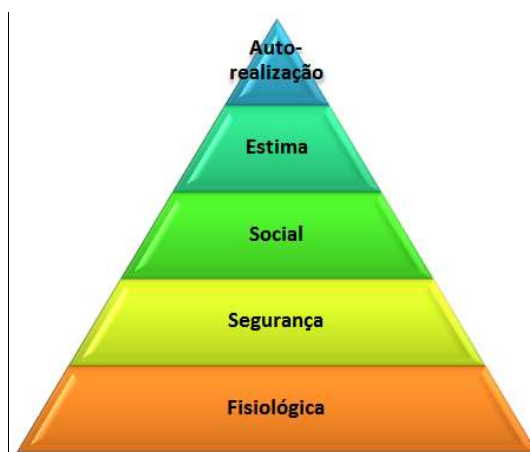 Auto-
realização
Estima
Social
Segurança
Fisiológica